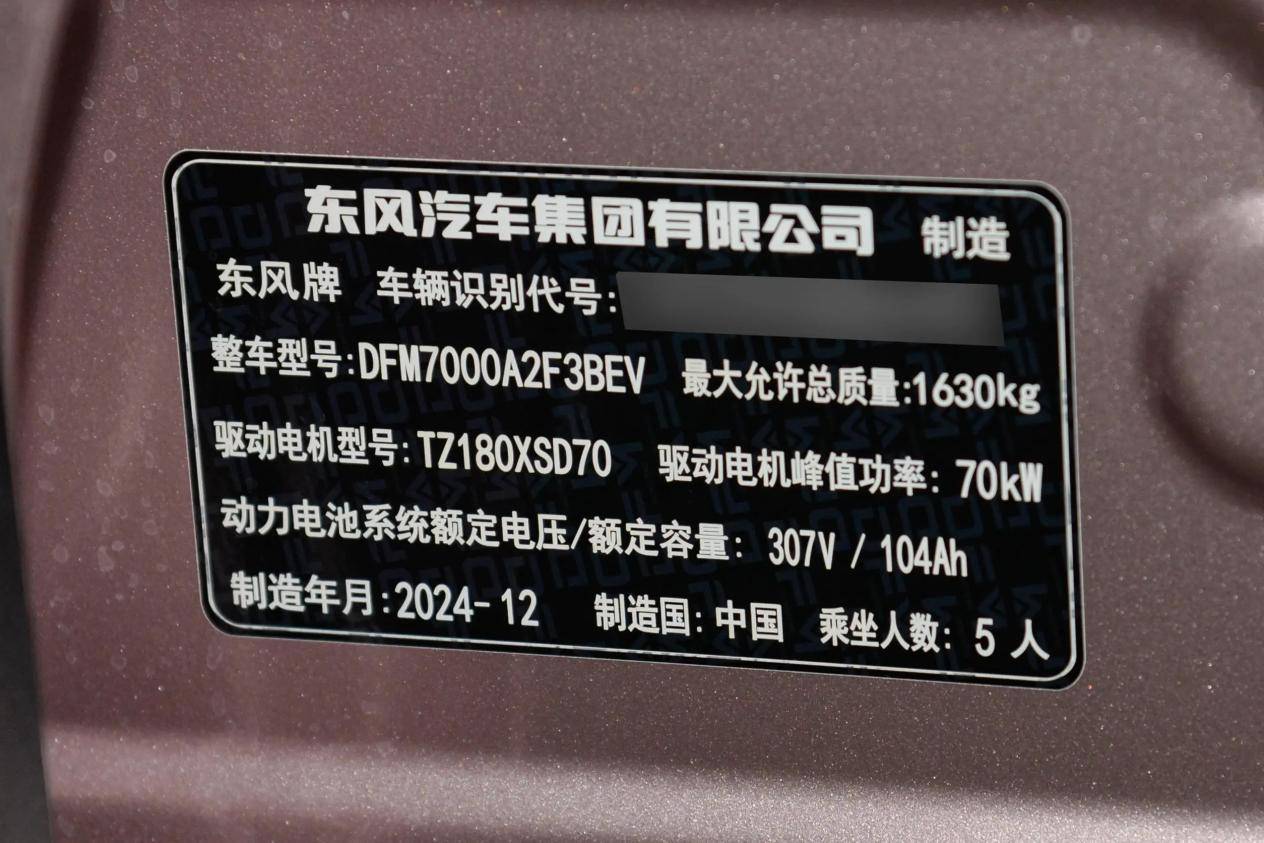 东风汽车集团有限公司 制造
东风牌 车辆识别代号:
整车型号:DFM7000A2F3BEV 最大允许总质量:1630kg
驱动电机型号:TZ180XSD70 驱动电机峰值功率: 70kW
动力电池系统额定电压/额定容量: 307V / 104Ah
制造年月:2024-12 制造国: 中国 乘坐人数: 5 人